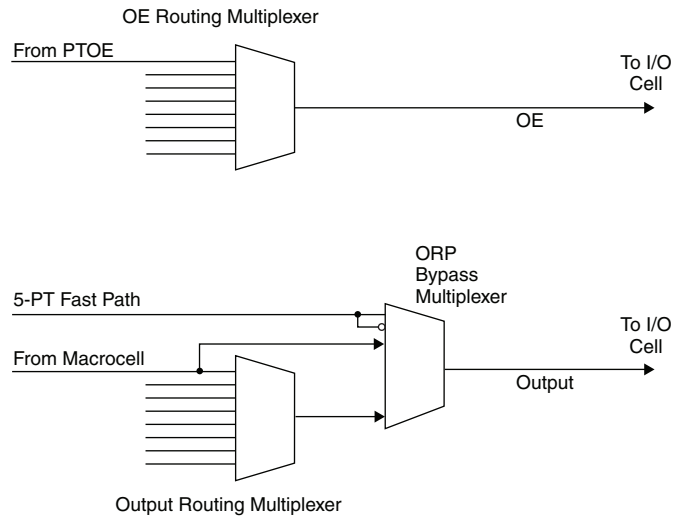 OE Routing Multiplexer
From PTOE
To I/O
Cell
OE
ORP
Bypass
Multiplexer
5-PT Fast Path
To I/O
Cell
From Macrocell
Output
Output Routing Multiplexer